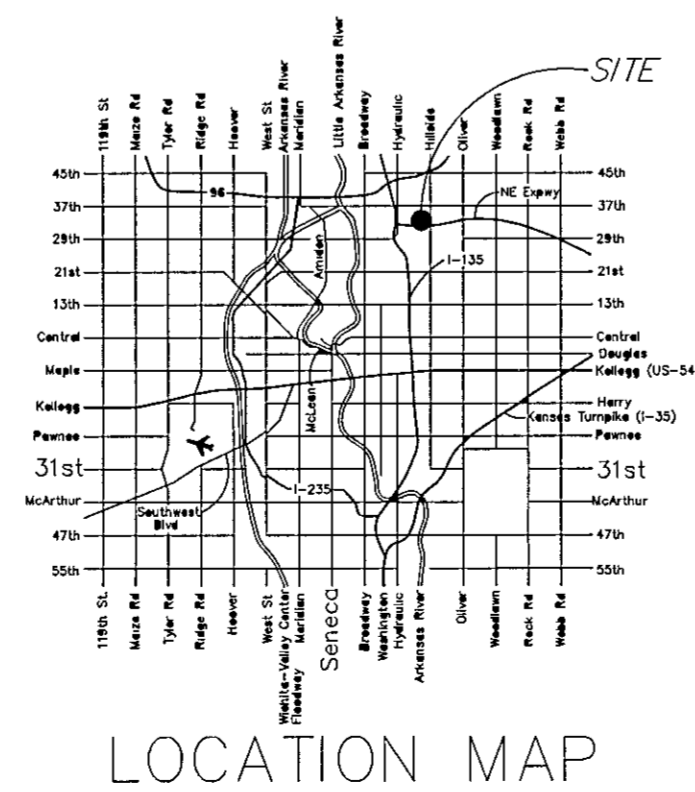 SITE
119th St
Maize Rd
Tyler Rd
Ridge Rd
Hoover
West St
Arkansas River
Meridian
Little Arkansas River
Broadway
Hydraulic
Hillside
Oliver
Woodlawn
Rock Rd
Webb Rd
45th
45th
96
37th
37th
NE Expwy
29th
29th
Amidon
I-135
21st
21st
13th
13th
Central
Central
Douglas
Maple
Kellogg (US-54
McLean
Kellogg
Harry
Kansas Turnpike (I-35)
Pawnee
Pawnee
31st
31st
I-235
McArthur
McArthur
Southwest
Blvd
47th
47th
55th
55th
119th St.
Maize Rd
Tyler Rd
Ridge Rd
Hoover
West St
Wichita-Valley Center
Floodway
Meridian
Seneca
Broadway
Washington
Hydraulic
Arkansas River
Oliver
Woodlawn
Rock Rd
Webb Rd
LOCATION MAP